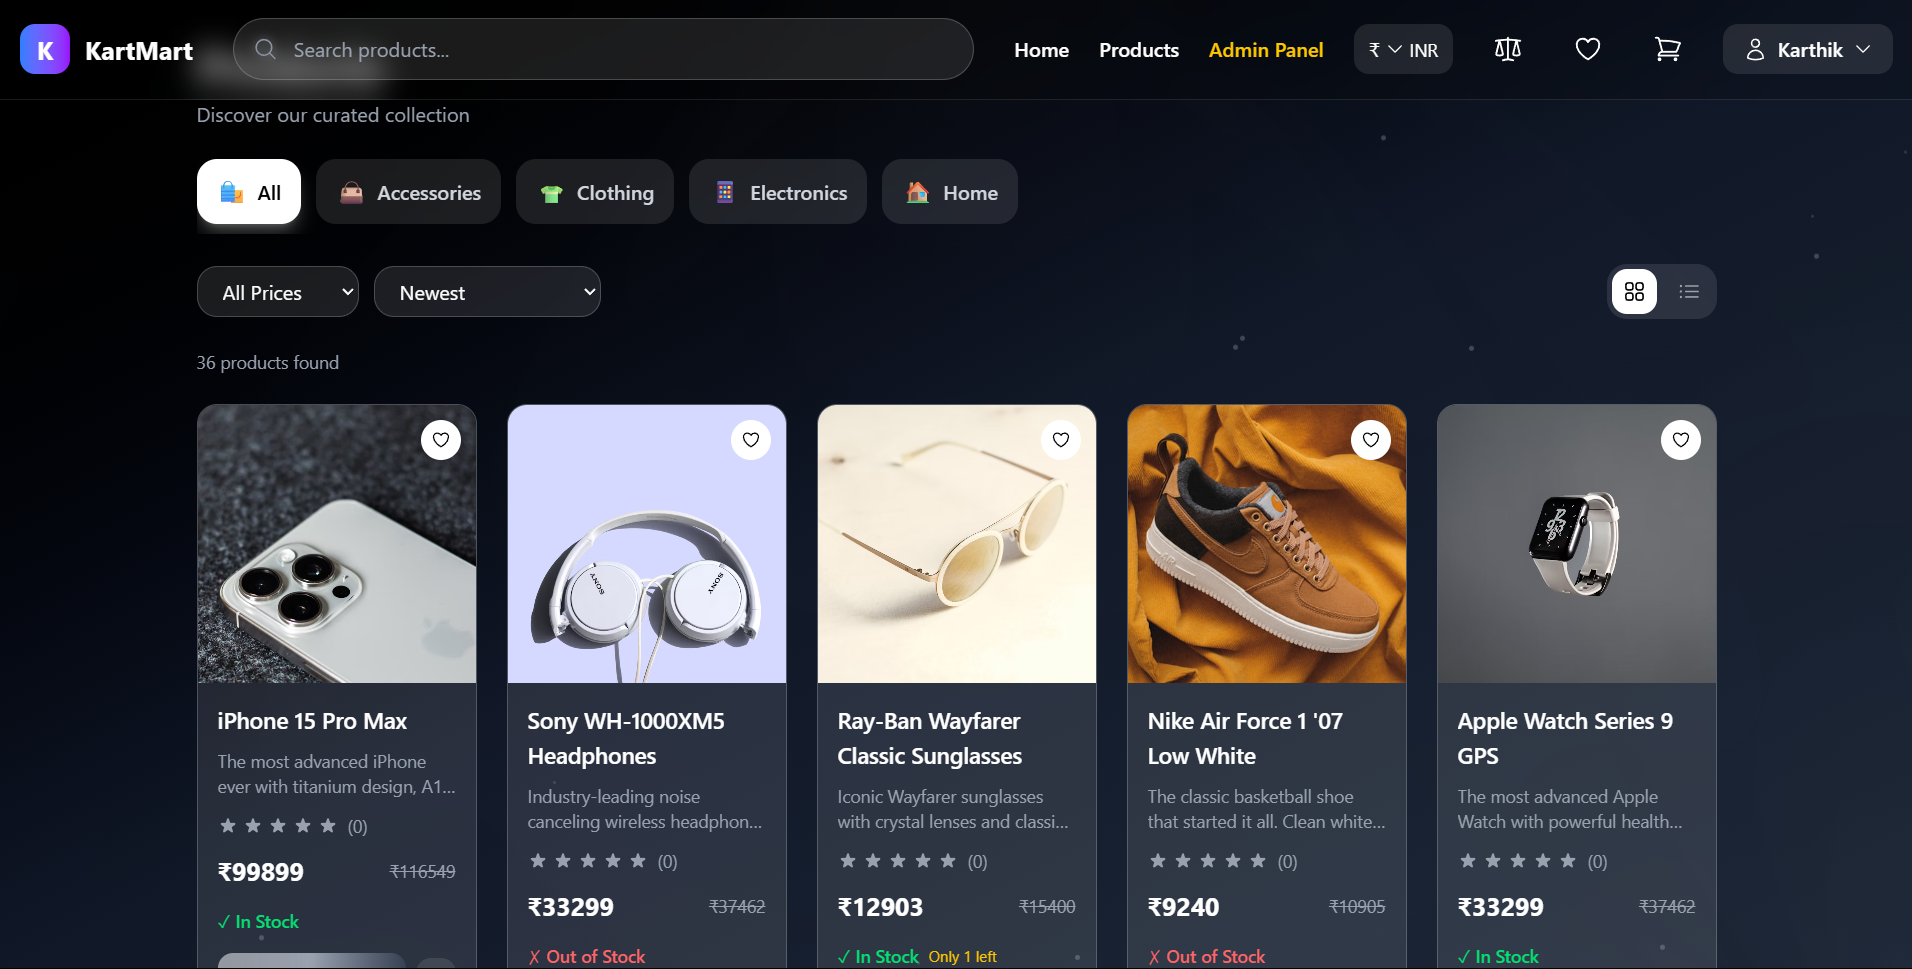 K KartMart Search products... Home Products Admin Panel ₹ INR Karthik
Discover our curated collection
All Accessories Clothing Electronics Home
All Prices Newest
36 products found
SONY SONY
iPhone 15 Pro Max
The most advanced iPhone
ever with titanium design, A1...
(0)
₹99899 ₹116549
✓ In Stock
Sony WH-1000XM5
Headphones
Industry-leading noise
canceling wireless headphon...
(0)
₹33299 ₹37462
✗ Out of Stock
Ray-Ban Wayfarer
Classic Sunglasses
Iconic Wayfarer sunglasses
with crystal lenses and classi...
(0)
₹12903 ₹15400
✓ In Stock Only 1 left
Nike Air Force 1 '07
Low White
The classic basketball shoe
that started it all. Clean white...
(0)
₹9240 ₹10905
✗ Out of Stock
Apple Watch Series 9
GPS
The most advanced Apple
Watch with powerful health...
(0)
₹33299 ₹37462
✓ In Stock